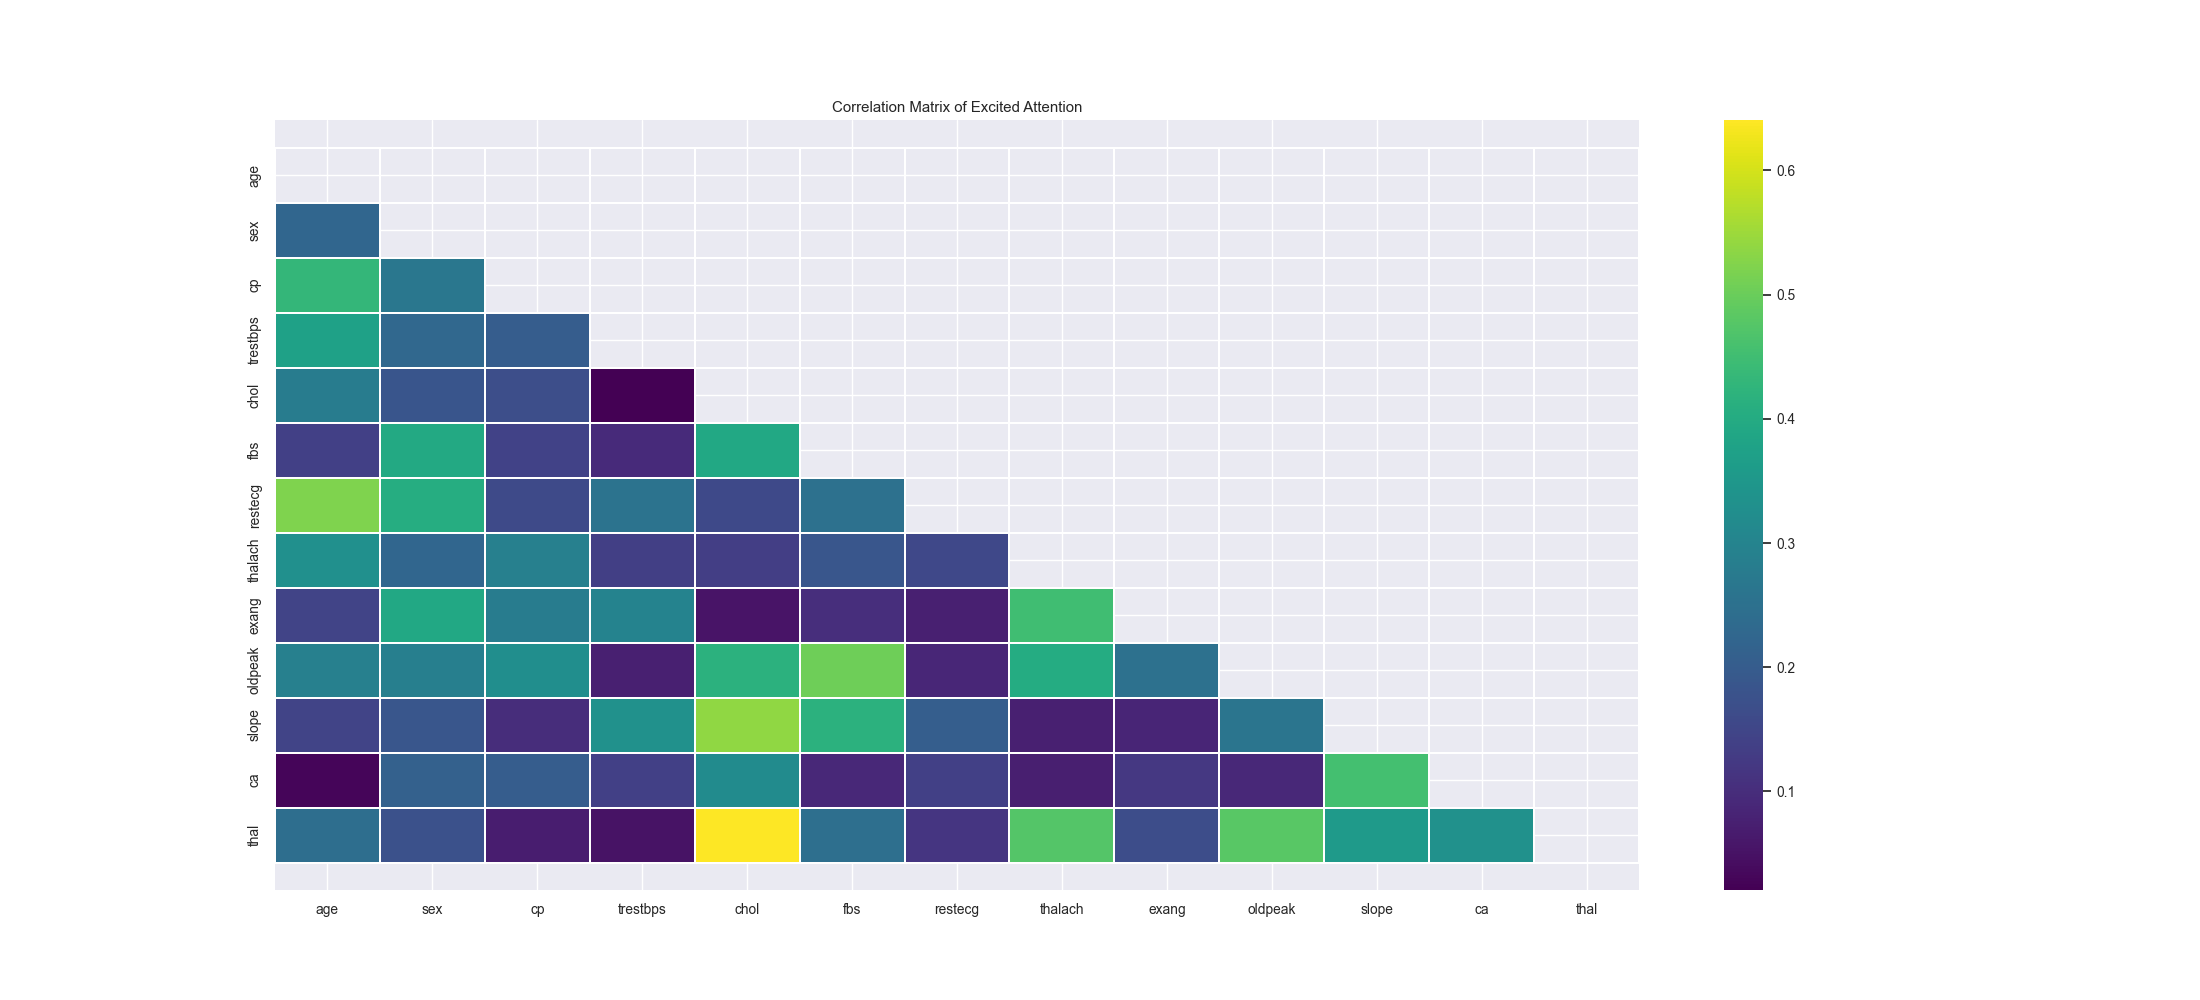 Correlation Matrix of Excited Attention
age
sex
cp
trestbps
chol
fbs
restecg
thalach
exang
oldpeak
slope
ca
thal
age sex cp trestbps chol fbs restecg thalach exang oldpeak slope ca thal
0.6
0.5
0.4
0.3
0.2
0.1